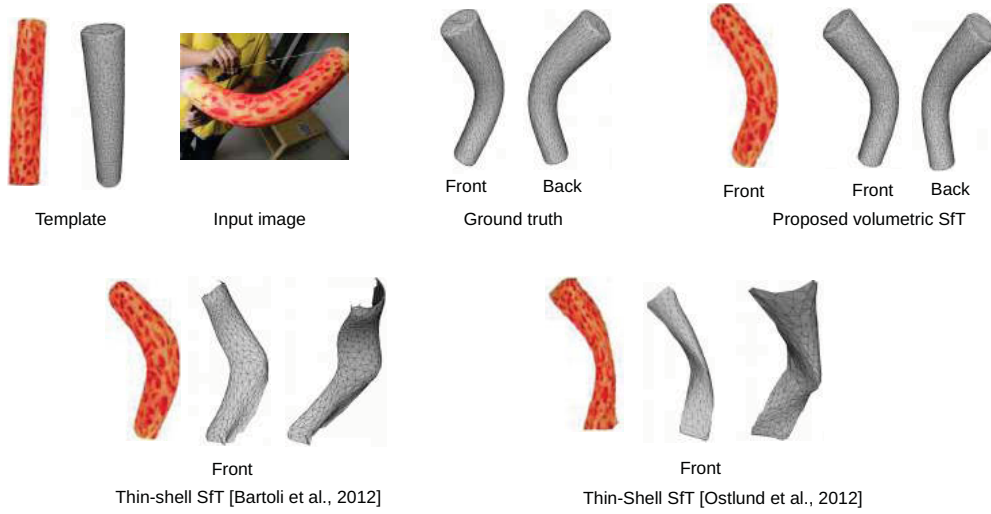 Front
Back
Front
Front
Back
Template
Input image
Ground truth
Proposed volumetric SfT
Front
Front
Thin-shell SfT [Bartoli et al., 2012]
Thin-Shell SfT [Ostlund et al., 2012]